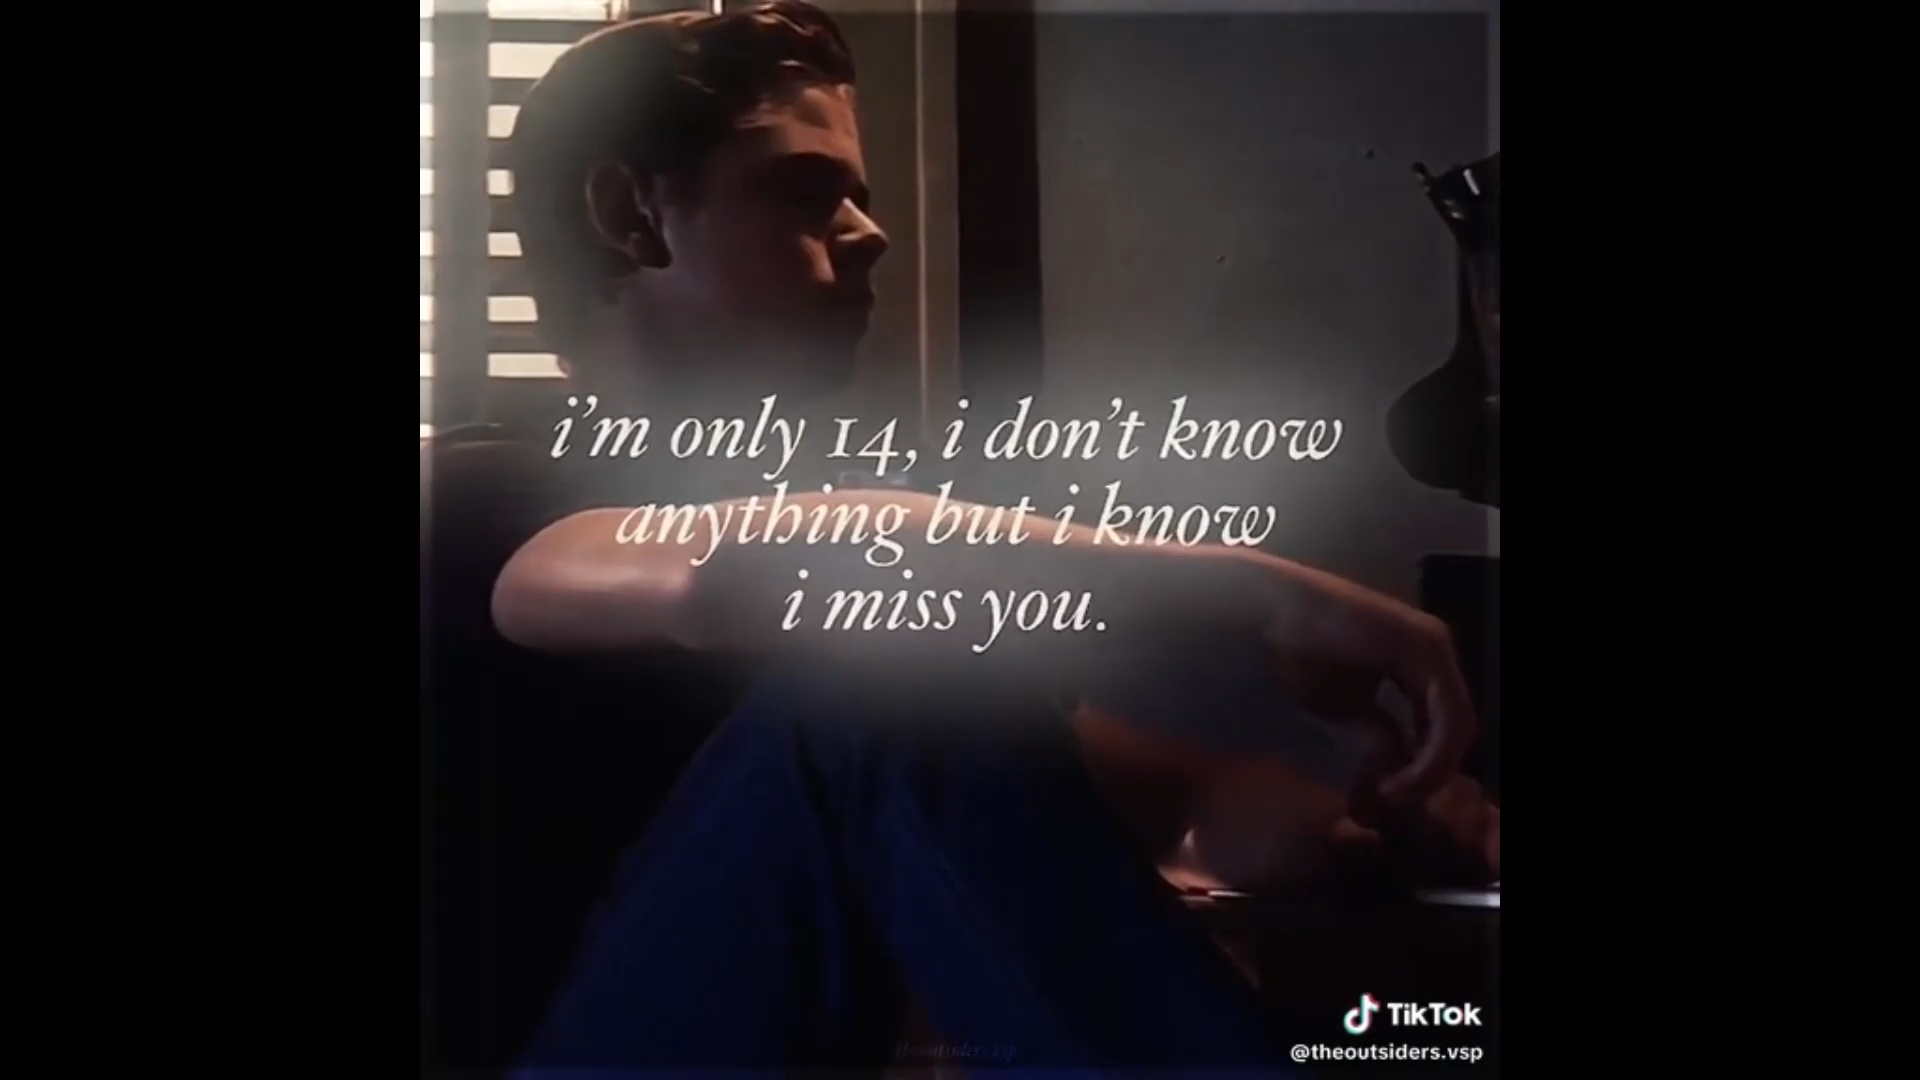 i'm only 14, i don't know
anything but i know
i miss you.
TikTok
@theoutsiders.vsp